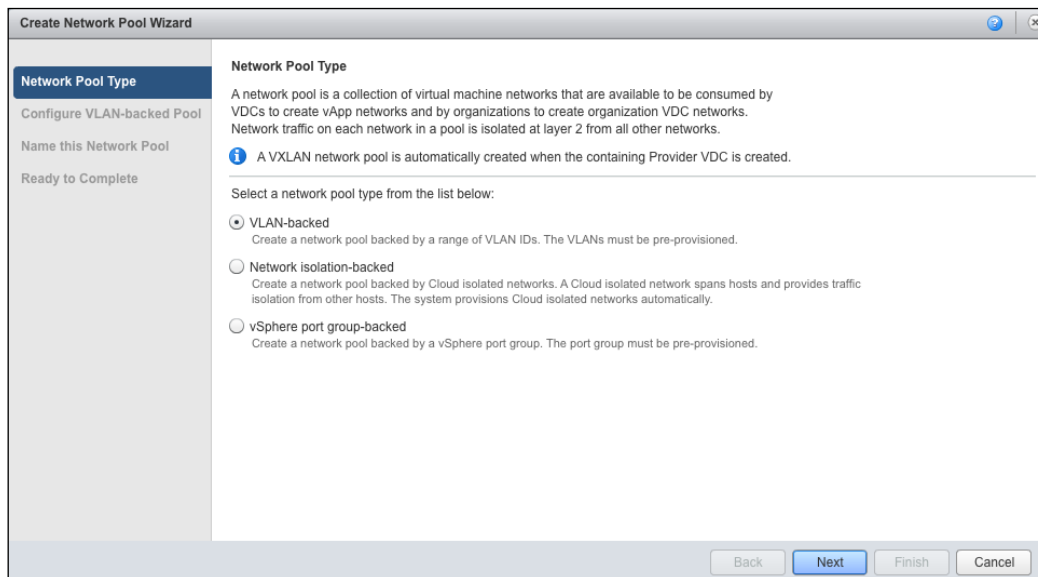 Create Network Pool Wizard
Network Pool Type
Configure VLAN-backed Pool
Name this Network Pool
Ready to Complete
Network Pool Type
A network pool is a collection of virtual machine networks that are available to be consumed by
VDCs to create vApp networks and by organizations to create organization VDC networks.
Network traffic on each network in a pool is isolated at layer 2 from all other networks.
A VXLAN network pool is automatically created when the containing Provider VDC is created.
Select a network pool type from the list below:
VLAN-backed
Create a network pool backed by a range of VLAN IDs. The VLANs must be pre-provisioned.
Network isolation-backed
Create a network pool backed by Cloud isolated networks. A Cloud isolated network spans hosts and provides traffic
isolation from other hosts. The system provisions Cloud isolated networks automatically.
vSphere port group-backed
Create a network pool backed by a vSphere port group. The port group must be pre-provisioned.
Back Next Finish Cancel